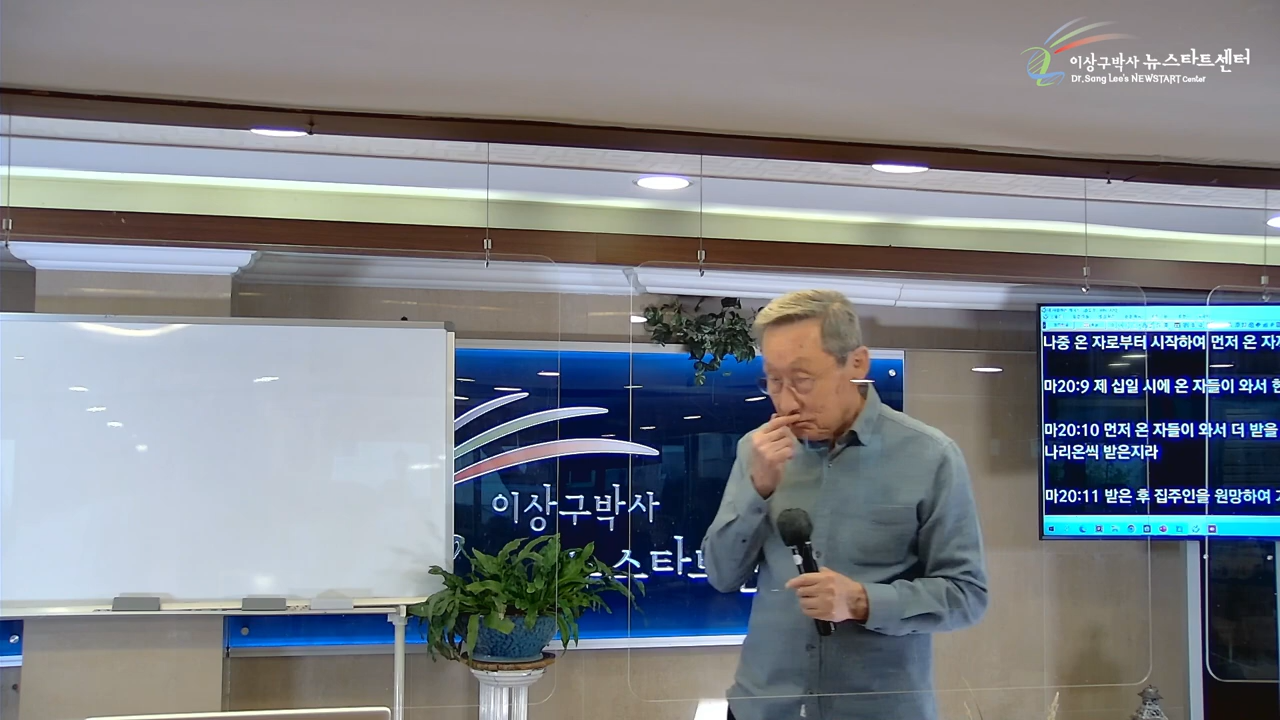 이상구박사 뉴스타트센터
Dr. Sang Lee's NEWSTART Center
나중 온 자로부터 시작하여 먼저 온 자까
마20:9 제 십일 시에 온 자들이 와서 한
마20:10 먼저 온 자들이 와서 더 받을
나리온씩 받은지라
마20:11 받은 후 집주인을 원망하여
이상구박사
스타트